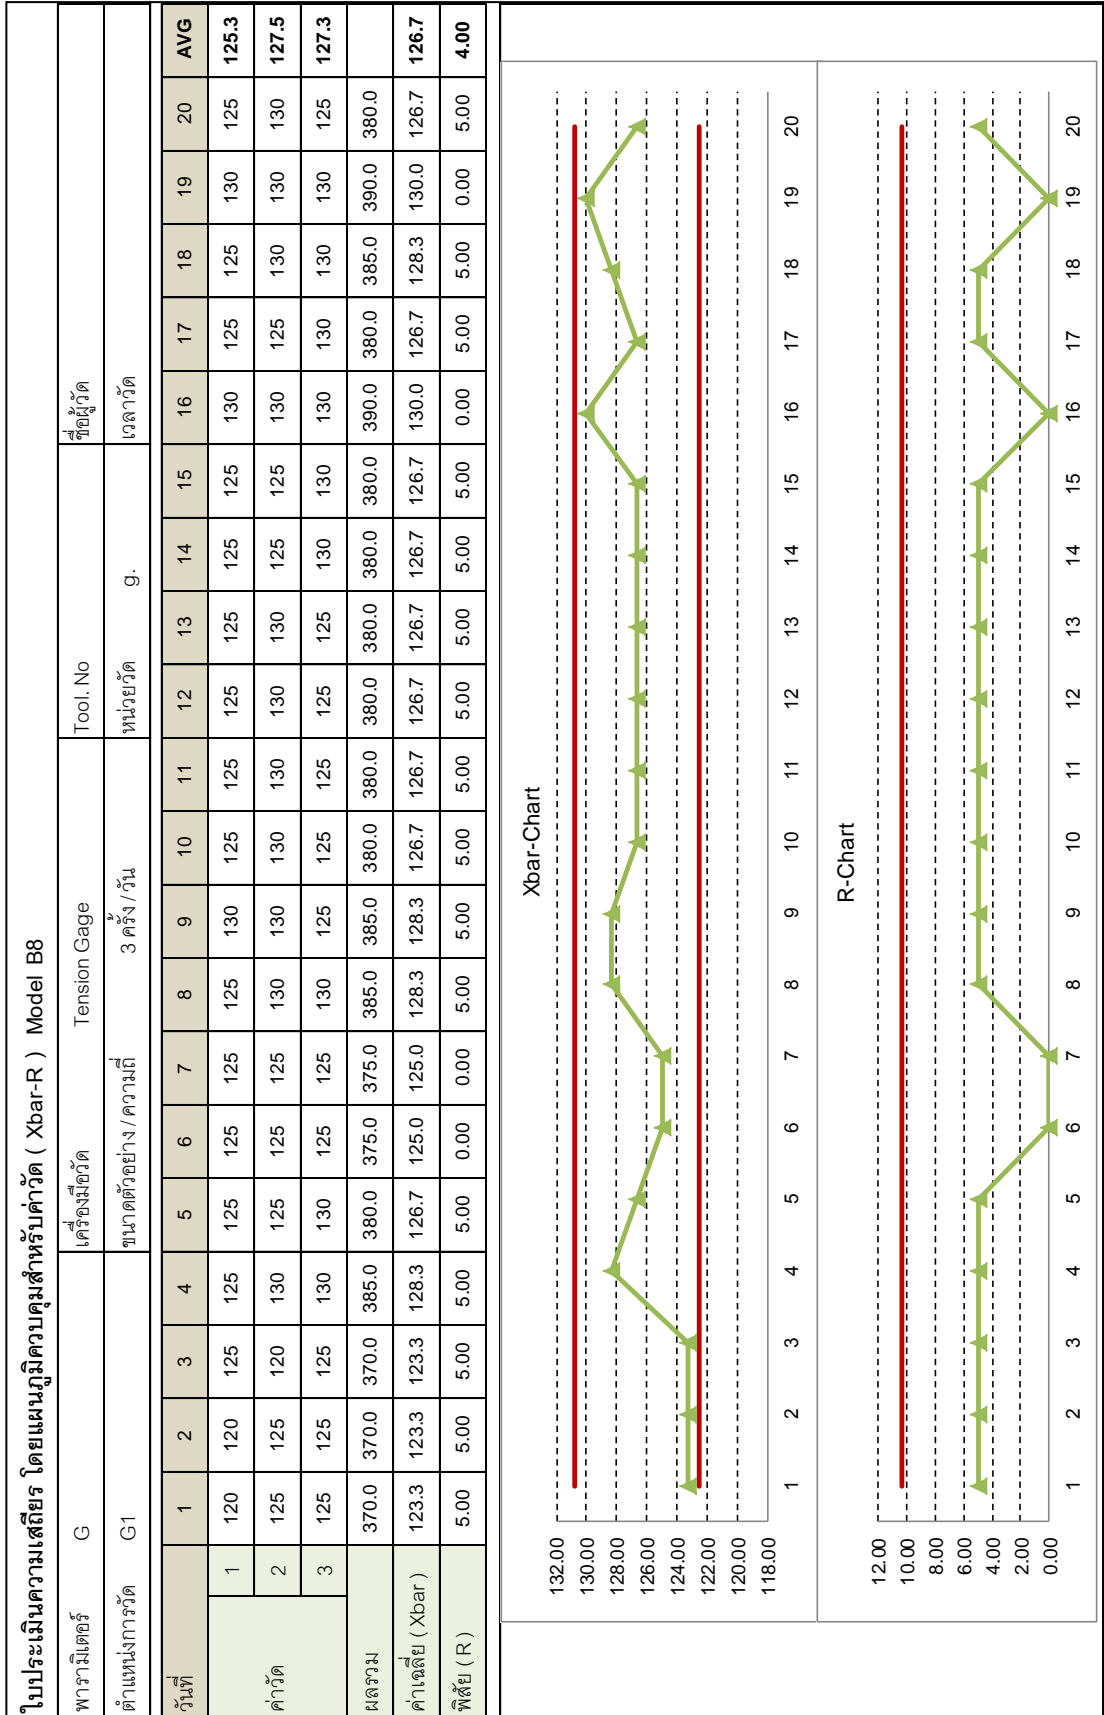 ใบประเมินความเสถียร โดยแผนภูมิควบคุมสำหรับค่าวัด ( Xbar-R ) Model B8
พารามิเตอร์ G เครื่องมือวัด Tension Gage Tool. No ชื่อผู้วัด
ตำแหน่งการวัด G1 ขนาดตัวอย่าง / ความถี่ 3 ครั้ง / วัน หน่วยวัด g. เวลาวัด
วันที่ 1 2 3 4 5 6 7 8 9 10 11 12 13 14 15 16 17 18 19 20 AVG
ค่าวัด
1 120 120 125 125 125 125 125 125 130 125 125 125 125 125 125 130 125 125 130 125 125.3
2 125 125 120 130 125 125 125 130 130 130 130 130 130 125 125 130 125 130 130 130 127.5
3 125 125 125 130 130 125 125 130 125 125 125 125 125 130 130 130 130 130 130 125 127.3
ผลรวม 370.0 370.0 370.0 385.0 380.0 375.0 375.0 385.0 385.0 380.0 380.0 380.0 380.0 380.0 380.0 390.0 380.0 385.0 390.0 380.0
ค่าเฉลี่ย ( Xbar ) 123.3 123.3 123.3 128.3 126.7 125.0 125.0 128.3 128.3 126.7 126.7 126.7 126.7 126.7 126.7 130.0 126.7 128.3 130.0 126.7 126.7
พิสัย ( R ) 5.00 5.00 5.00 5.00 5.00 0.00 0.00 5.00 5.00 5.00 5.00 5.00 5.00 5.00 5.00 0.00 5.00 5.00 0.00 5.00 4.00
Xbar-Chart
132.00
130.00
128.00
126.00
124.00
122.00
120.00
118.00
1 2 3 4 5 6 7 8 9 10 11 12 13 14 15 16 17 18 19 20
R-Chart
12.00
10.00
8.00
6.00
4.00
2.00
0.00
1 2 3 4 5 6 7 8 9 10 11 12 13 14 15 16 17 18 19 20